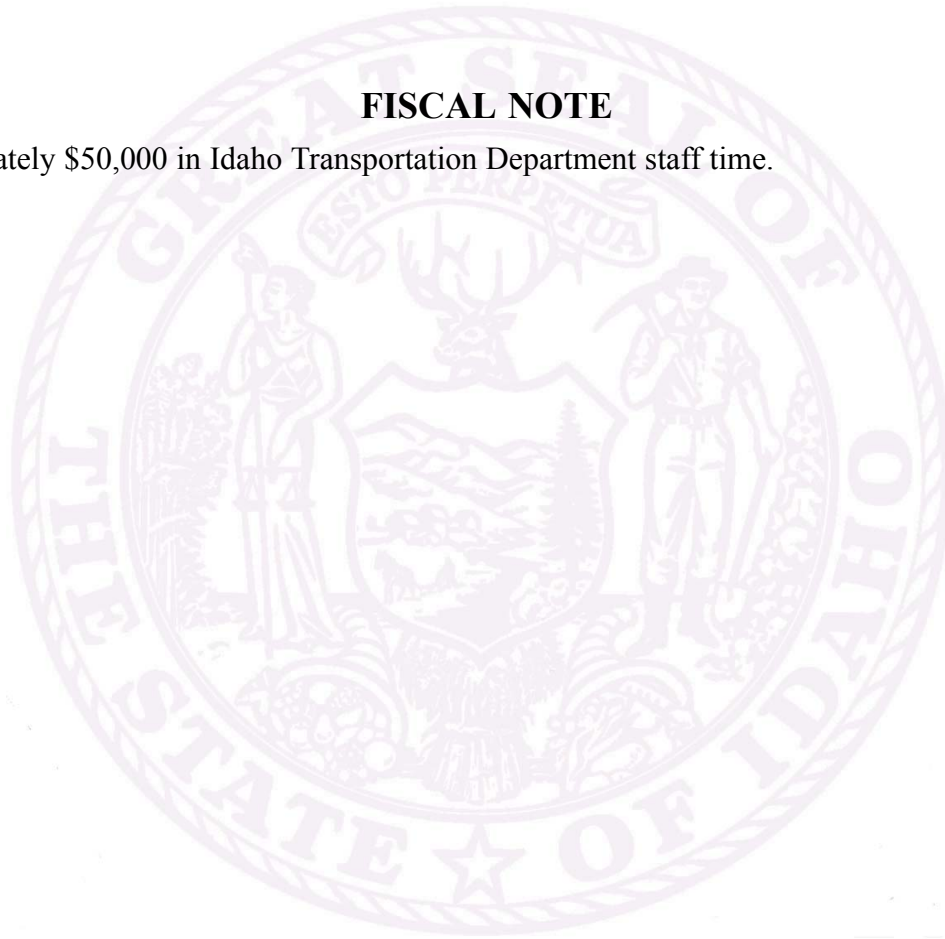 FISCAL NOTE
ately $50,000 in Idaho Transportation Department staff time.
GREAT SEAL OF
ESTO PERPETUA
THE STATE OF IDAHO